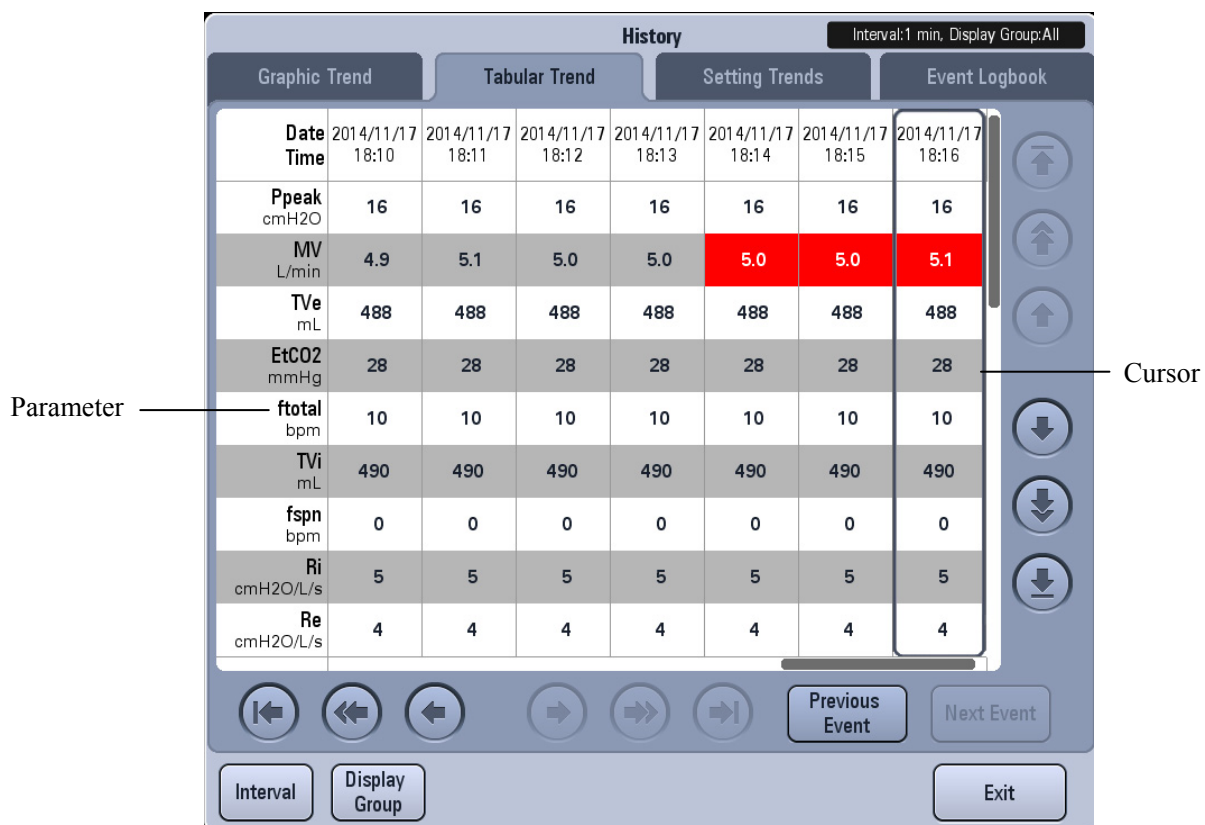 History
Interval:1 min, Display Group:All
Graphic Trend Tabular Trend Setting Trends Event Logbook
Date 2014/11/17 2014/11/17 2014/11/17 2014/11/17 2014/11/17 2014/11/17 2014/11/17
Time 18:10 18:11 18:12 18:13 18:14 18:15 18:16
Ppeak
cmH2O 16 16 16 16 16 16 16
MV
L/min 4.9 5.1 5.0 5.0 5.0 5.0 5.1
TVe
mL 488 488 488 488 488 488 488
EtCO2
mmHg 28 28 28 28 28 28 28
Cursor
Parameter
ftotal
bpm 10 10 10 10 10 10 10
TVi
mL 490 490 490 490 490 490 490
fspn
bpm 0 0 0 0 0 0 0
Ri
cmH2O/L/s 5 5 5 5 5 5 5
Re
cmH2O/L/s 4 4 4 4 4 4 4
Previous
Event
Next Event
Interval
Display
Group
Exit